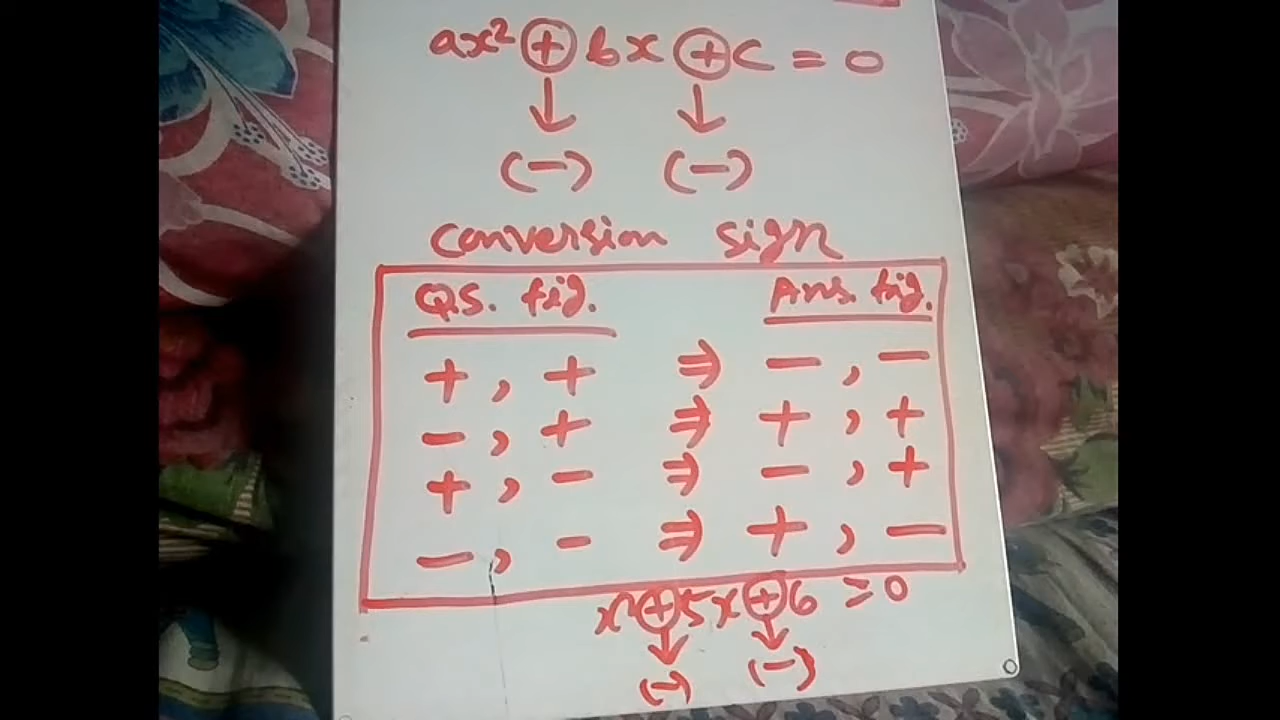 ax² + bx + c = 0
↓ ↓
(-) (-)
conversion sign
QS. fig. Ans. fig.
+ , + ⇒ - , -
- , + ⇒ + , +
+ , - ⇒ - , +
- , - ⇒ + , -
x² + 5x + 6 = 0
↓ ↓
(-) (-)